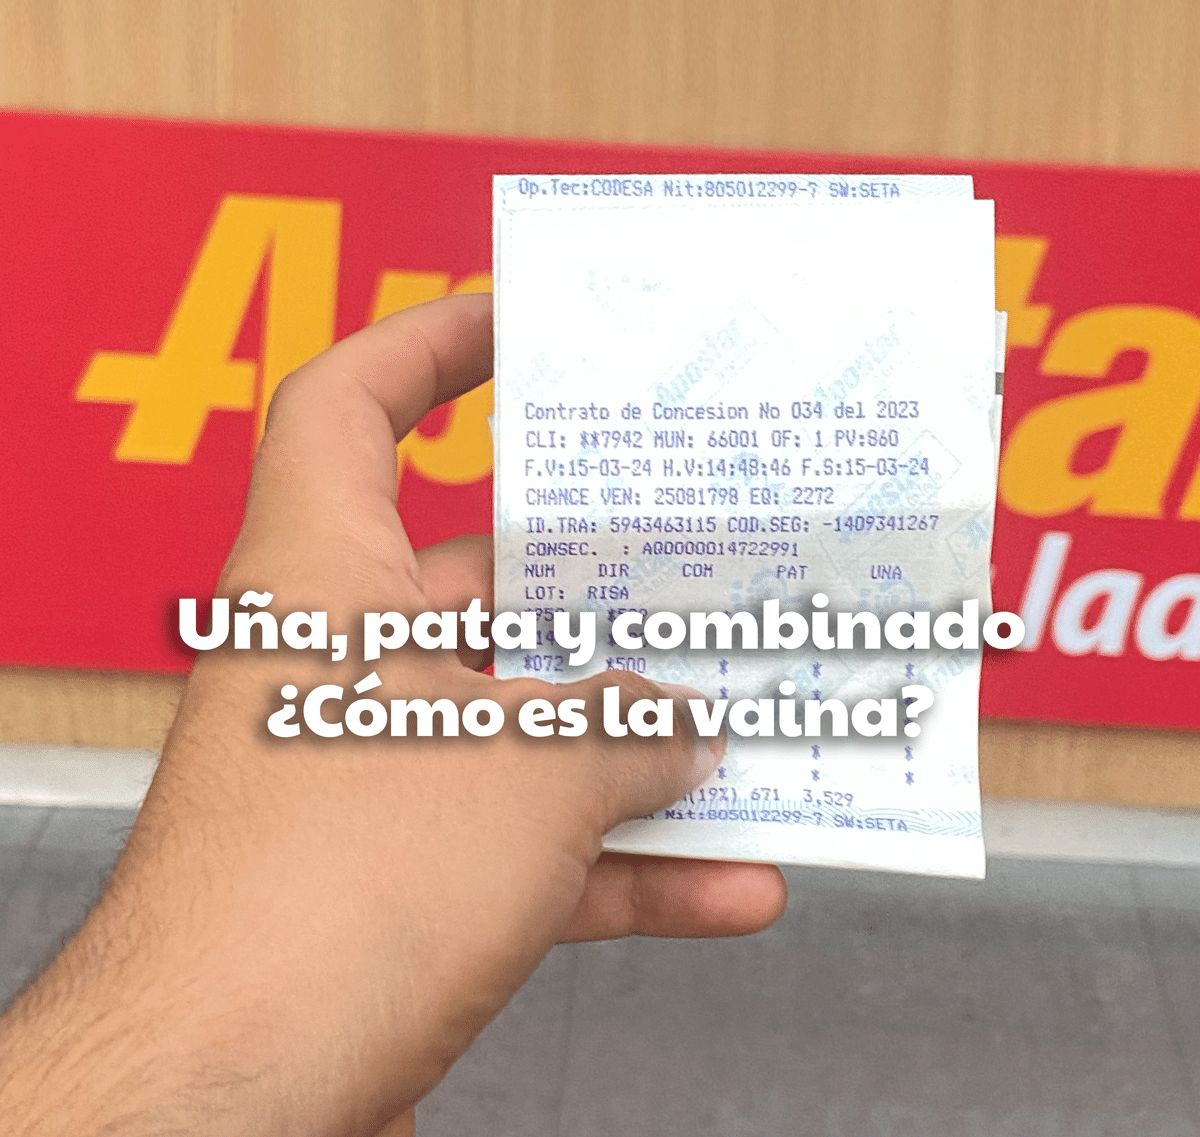 Op.Tec:CODESA Nit:805012299-7 SW:SETA
Apostar
Contrato de Concesion No 034 del 2023
CLI: **7942 MUN: 66001 OF: 1 PV:860
F.V:15-03-24 H.V:14:48:46 F.S:15-03-24
CHANCE VEN: 25081798 EQ: 2272
ID.TRA: 5943463115 COD.SEG: -1409341267
CONSEC. : AQ0000014722991
NUM DIR COM PAT UNA
LOT: RISA
Uña, pata y combinado
*072 *500 * * *
¿Cómo es la vaina?
* *
* * *
(19%) 671 3,529
Nit:805012299-7 SW:SETA
lad